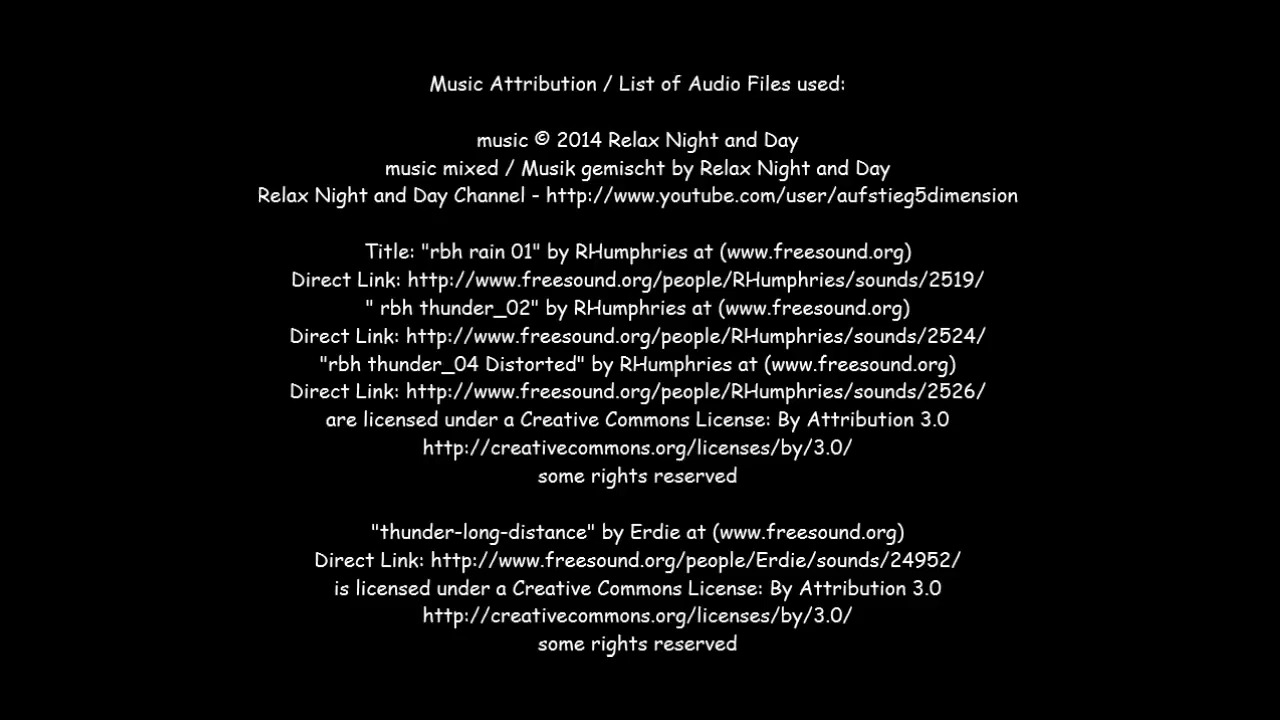 Music Attribution / List of Audio Files used:
music © 2014 Relax Night and Day
music mixed / Musik gemischt by Relax Night and Day
Relax Night and Day Channel - http://www.youtube.com/user/aufstieg5dimension
Title: "rbh rain 01" by RHumphries at (www.freesound.org)
Direct Link: http://www.freesound.org/people/RHumphries/sounds/2519/
" rbh thunder_02" by RHumphries at (www.freesound.org)
Direct Link: http://www.freesound.org/people/RHumphries/sounds/2524/
"rbh thunder_04 Distorted" by RHumphries at (www.freesound.org)
Direct Link: http://www.freesound.org/people/RHumphries/sounds/2526/
are licensed under a Creative Commons License: By Attribution 3.0
http://creativecommons.org/licenses/by/3.0/
some rights reserved
"thunder-long-distance" by Erdie at (www.freesound.org)
Direct Link: http://www.freesound.org/people/Erdie/sounds/24952/
is licensed under a Creative Commons License: By Attribution 3.0
http://creativecommons.org/licenses/by/3.0/
some rights reserved